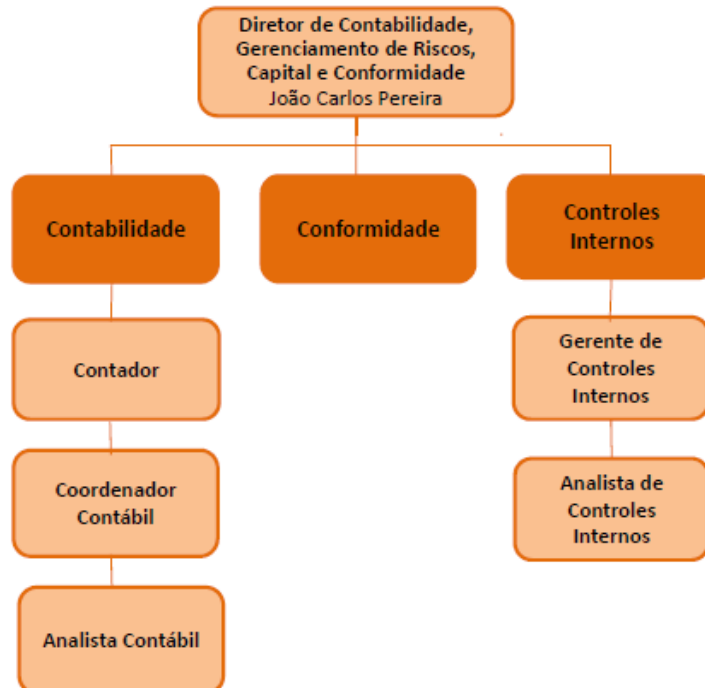 Diretor de Contabilidade,
Gerenciamento de Riscos,
Capital e Conformidade
João Carlos Pereira
Contabilidade
Conformidade
Controles
Internos
Contador
Gerente de
Controles
Internos
Coordenador
Contábil
Analista de
Controles
Internos
Analista Contábil